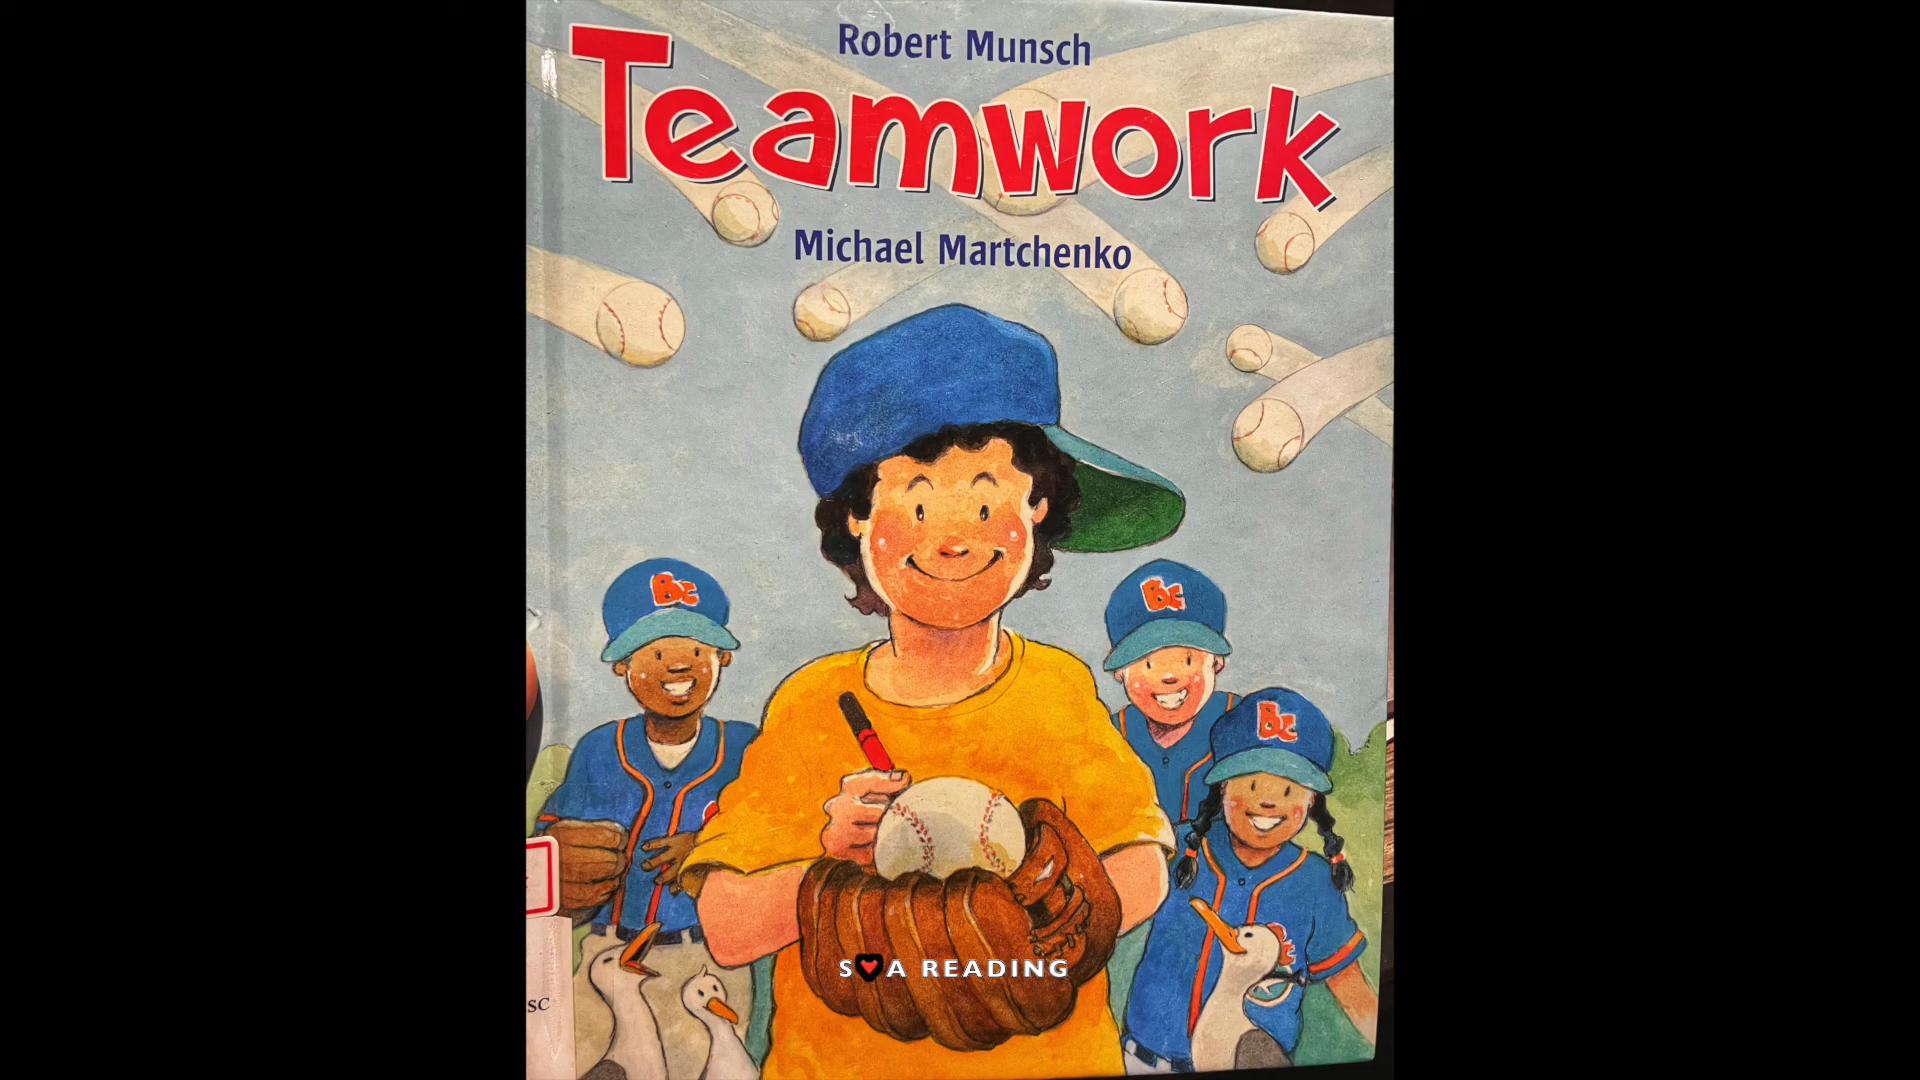 Robert Munsch
Teamwork
Michael Martchenko
Bc
Bc
Bc
S❤A READING
SC